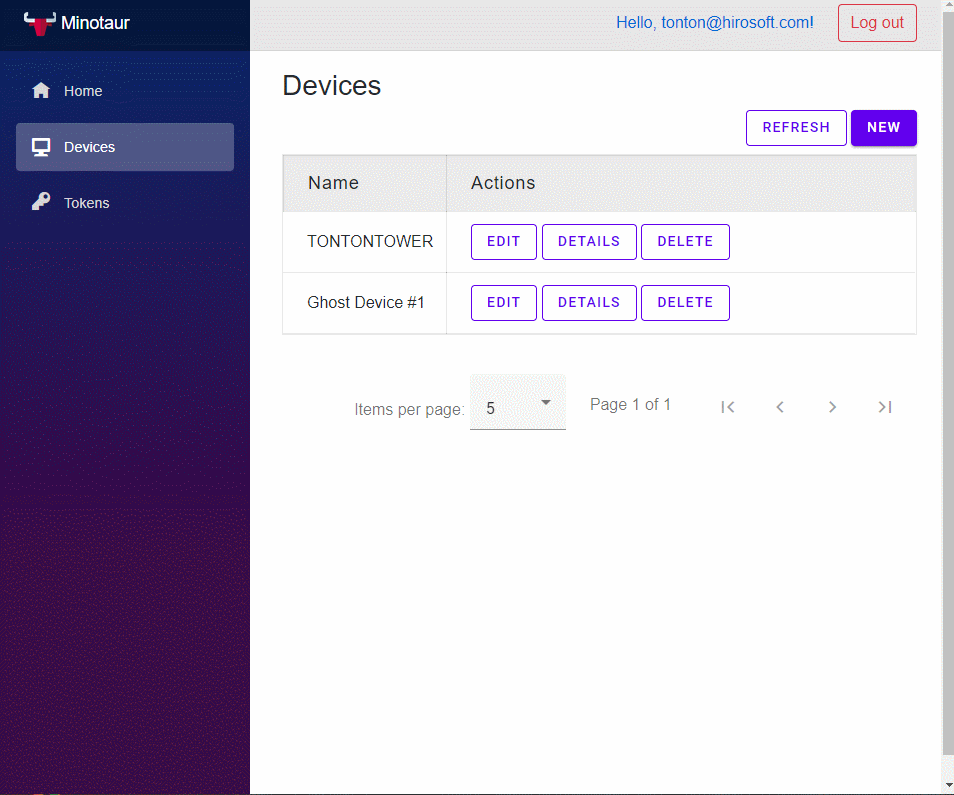 Minotaur
Hello, tonton@hirosoft.com! Log out
Home
Devices
Tokens
Devices
REFRESH NEW
Name Actions
TONTONTOWER EDIT DETAILS DELETE
Ghost Device #1 EDIT DETAILS DELETE
Items per page: 5 Page 1 of 1